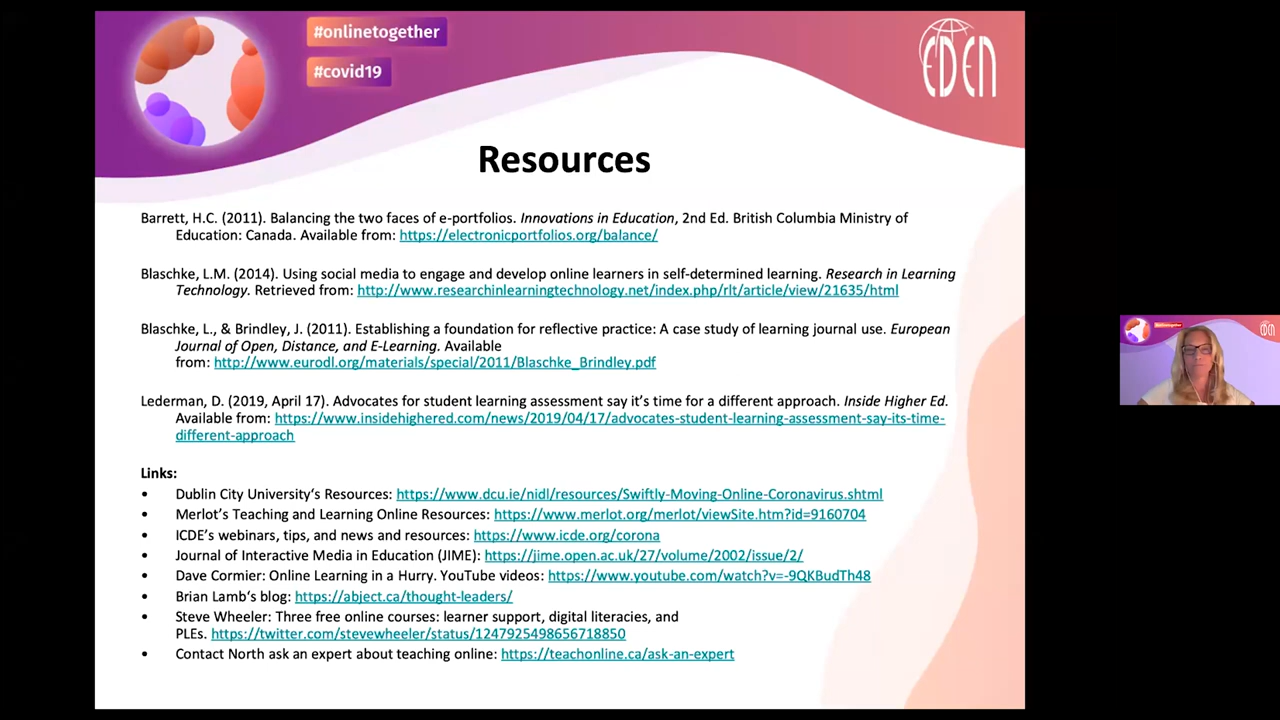 #onlinetogether
#covid19
EDEN
Resources
Barrett, H.C. (2011). Balancing the two faces of e-portfolios. Innovations in Education, 2nd Ed. British Columbia Ministry of
Education: Canada. Available from: https://electronicportfolios.org/balance/
Blaschke, L.M. (2014). Using social media to engage and develop online learners in self-determined learning. Research in Learning
Technology. Retrieved from: http://www.researchinlearningtechnology.net/index.php/rlt/article/view/21635/html
Blaschke, L., & Brindley, J. (2011). Establishing a foundation for reflective practice: A case study of learning journal use. European
Journal of Open, Distance, and E-Learning. Available
from: http://www.eurodl.org/materials/special/2011/Blaschke_Brindley.pdf
Lederman, D. (2019, April 17). Advocates for student learning assessment say it’s time for a different approach. Inside Higher Ed.
Available from: https://www.insidehighered.com/news/2019/04/17/advocates-student-learning-assessment-say-its-time-
different-approach
Links:
• Dublin City University‘s Resources: https://www.dcu.ie/nidl/resources/Swiftly-Moving-Online-Coronavirus.shtml
• Merlot’s Teaching and Learning Online Resources: https://www.merlot.org/merlot/viewSite.htm?id=9160704
• ICDE’s webinars, tips, and news and resources: https://www.icde.org/corona
• Journal of Interactive Media in Education (JIME): https://jime.open.ac.uk/27/volume/2002/issue/2/
• Dave Cormier: Online Learning in a Hurry. YouTube videos: https://www.youtube.com/watch?v=-9QKBudTh48
• Brian Lamb‘s blog: https://abject.ca/thought-leaders/
• Steve Wheeler: Three free online courses: learner support, digital literacies, and
PLEs. https://twitter.com/stevewheeler/status/1247925498656718850
• Contact North ask an expert about teaching online: https://teachonline.ca/ask-an-expert
#onlinetogether
EDEN